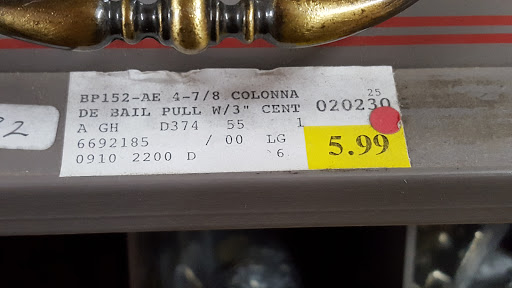 BP152-AE 4-7/8 COLONNA
DE BAIL PULL W/3" CENT
A GH D374 55 1
6692185 / 00 LG
0910 2200 D 6
25
020230
5.99